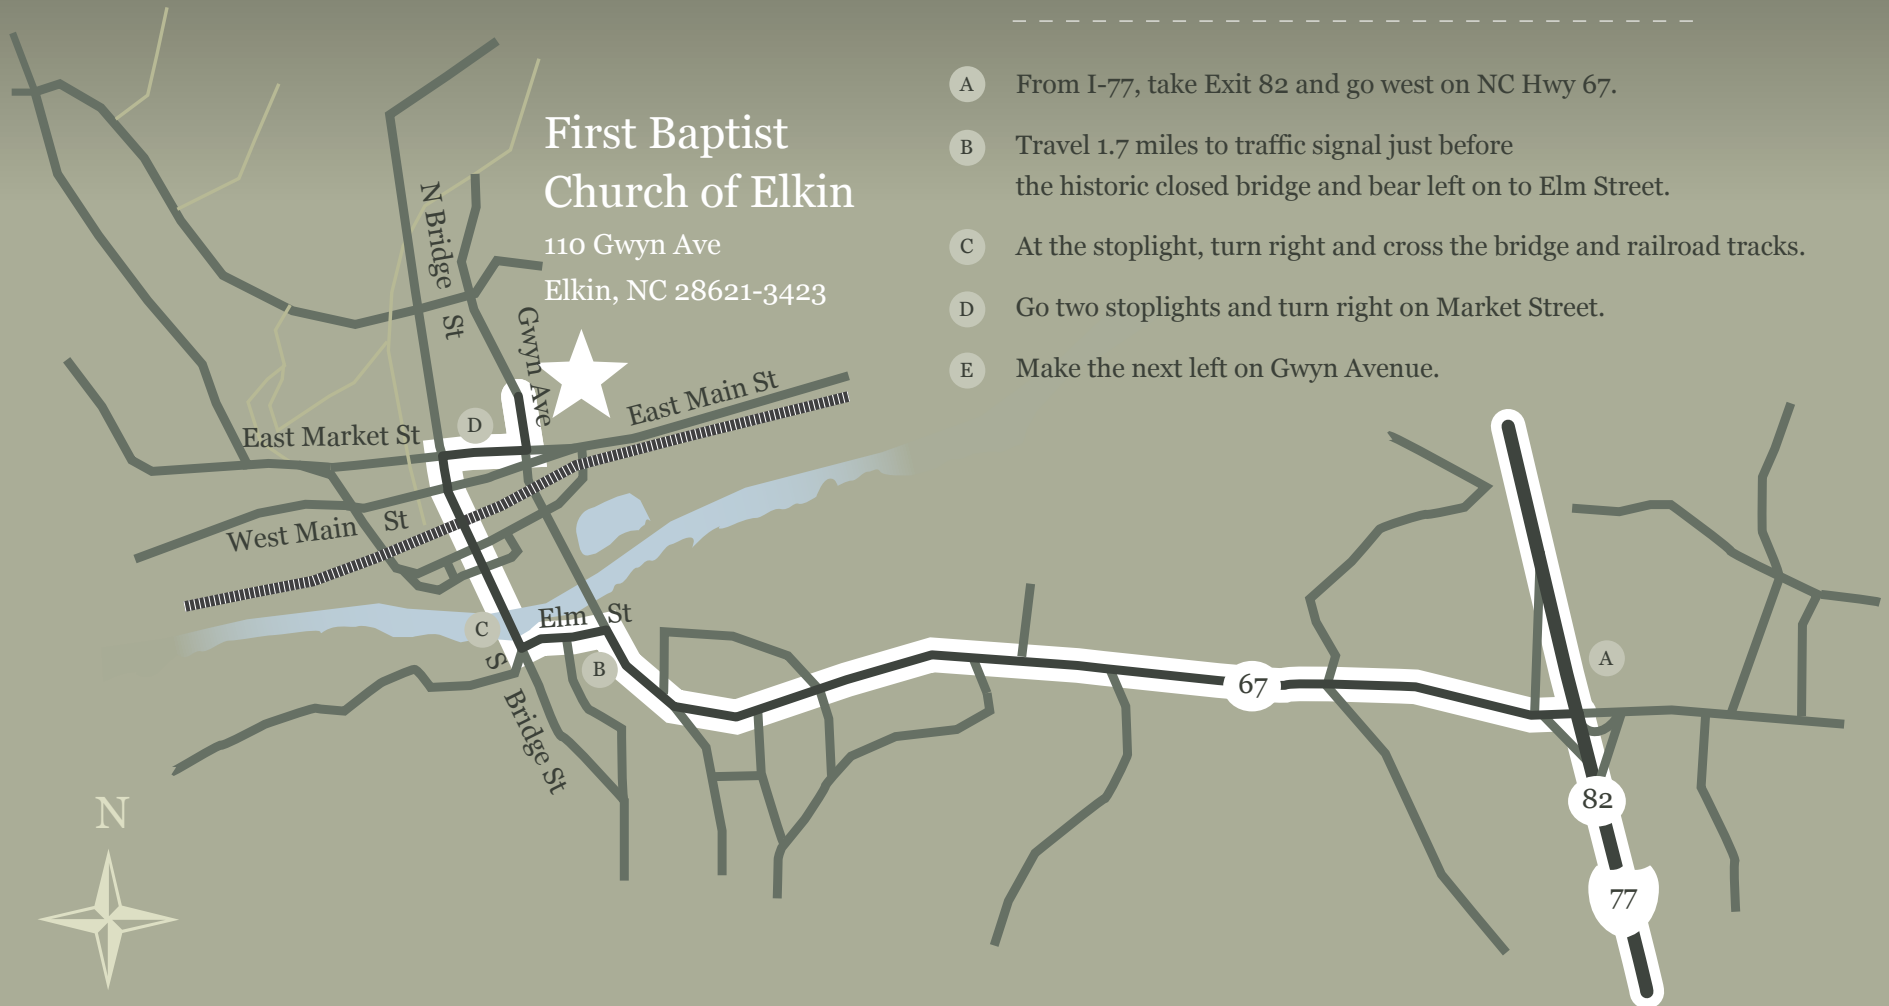 First Baptist
Church of Elkin
110 Gwyn Ave
Elkin, NC 28621-3423
A From I-77, take Exit 82 and go west on NC Hwy 67.
B Travel 1.7 miles to traffic signal just before
the historic closed bridge and bear left on to Elm Street.
C At the stoplight, turn right and cross the bridge and railroad tracks.
D Go two stoplights and turn right on Market Street.
E Make the next left on Gwyn Avenue.
N Bridge St
Gwyn Ave
East Main St
D
East Market St
West Main St
Elm St
C
B
S Bridge St
A
67
82
77
N